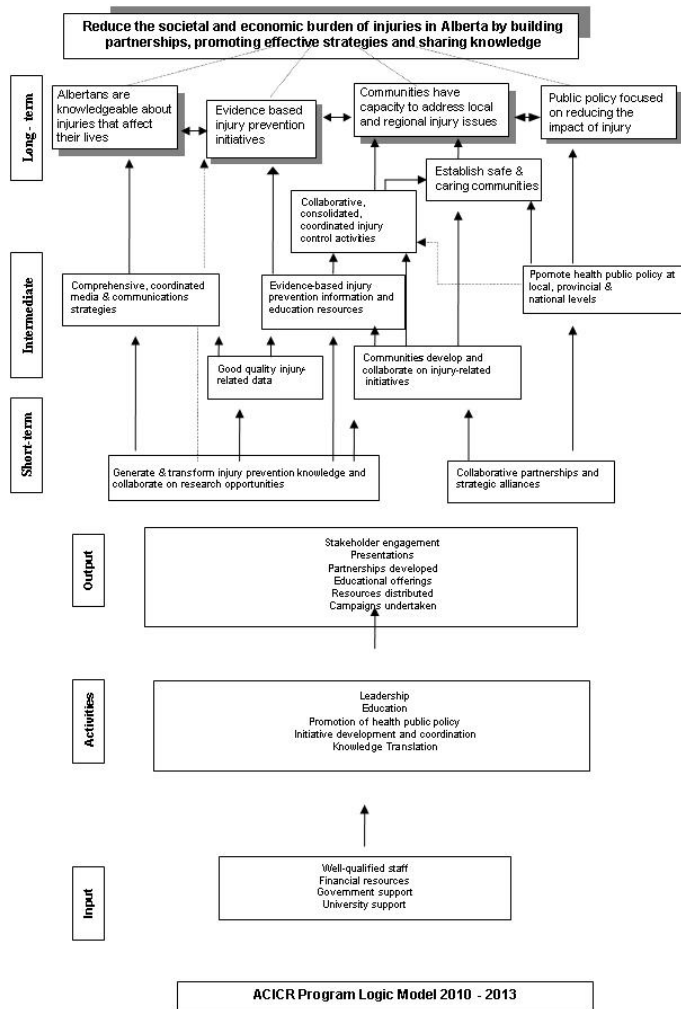 Reduce the societal and economic burden of injuries in Alberta by building
partnerships, promoting effective strategies and sharing knowledge
Long - term
Albertans are
knowledgeable about
injuries that affect
their lives
Evidence based
injury prevention
initiatives
Communities have
capacity to address local
and regional injury issues
Public policy focused
on reducing the
impact of injury
Establish safe &
caring communities
Collaborative,
consolidated,
coordinated injury
control activities
Intermediate
Comprehensive, coordinated
media & communications
strategies
Evidence-based injury
prevention information and
education resources
Ppomote health public policy at
local, provincial &
national levels
Good quality injury-
related data
Communities develop and
collaborate on injury-related
initiatives
Short-term
Generate & transform injury prevention knowledge and
collaborate on research opportunities
Collaborative partnerships and
strategic alliances
Output
Stakeholder engagement
Presentations
Partnerships developed
Educational offerings
Resources distributed
Campaigns undertaken
Activities
Leadership
Education
Promotion of health public policy
Initiative development and coordination
Knowledge Translation
Input
Well-qualified staff
Financial resources
Government support
University support
ACICR Program Logic Model 2010 - 2013